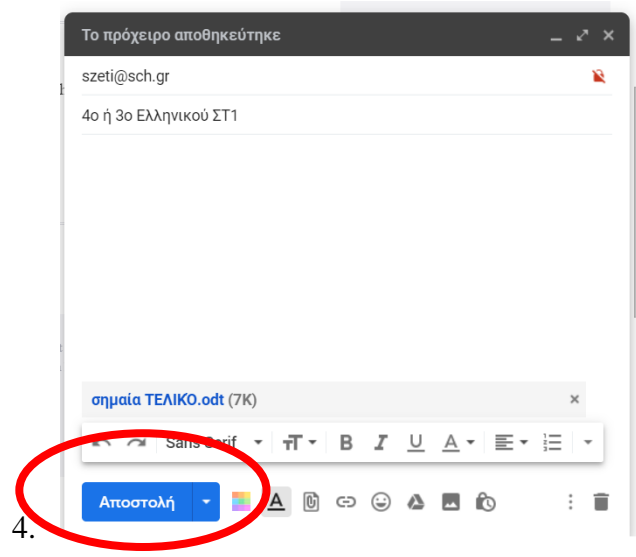 Το πρόχειρο αποθηκεύτηκε
szeti@sch.gr
4ο ή 3ο Ελληνικού ΣΤ1
σημαία ΤΕΛΙΚΟ.odt (7K)
Sans Serif
B I U A
Αποστολή A
4.